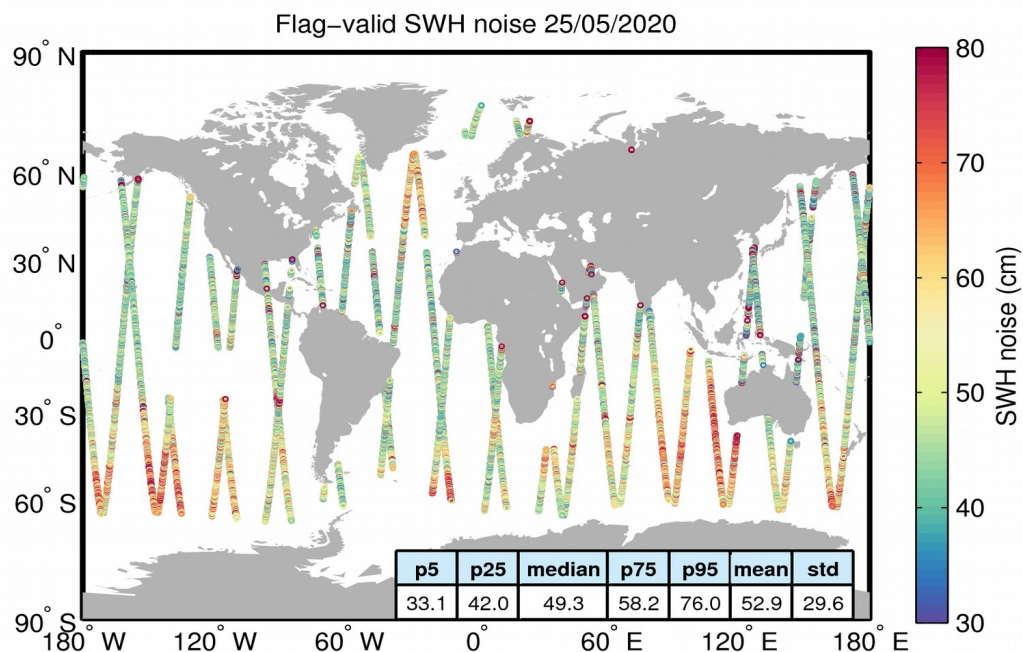 Flag−valid SWH noise 25/05/2020
90° N
60° N
30° N
0°
30° S
60° S
90° S
180° W
120° W
60° W
0°
60° E
120° E
180° E
80
70
60
50
40
30
SWH noise (cm)
p5 p25 median p75 p95 mean std
33.1 42.0 49.3 58.2 76.0 52.9 29.6